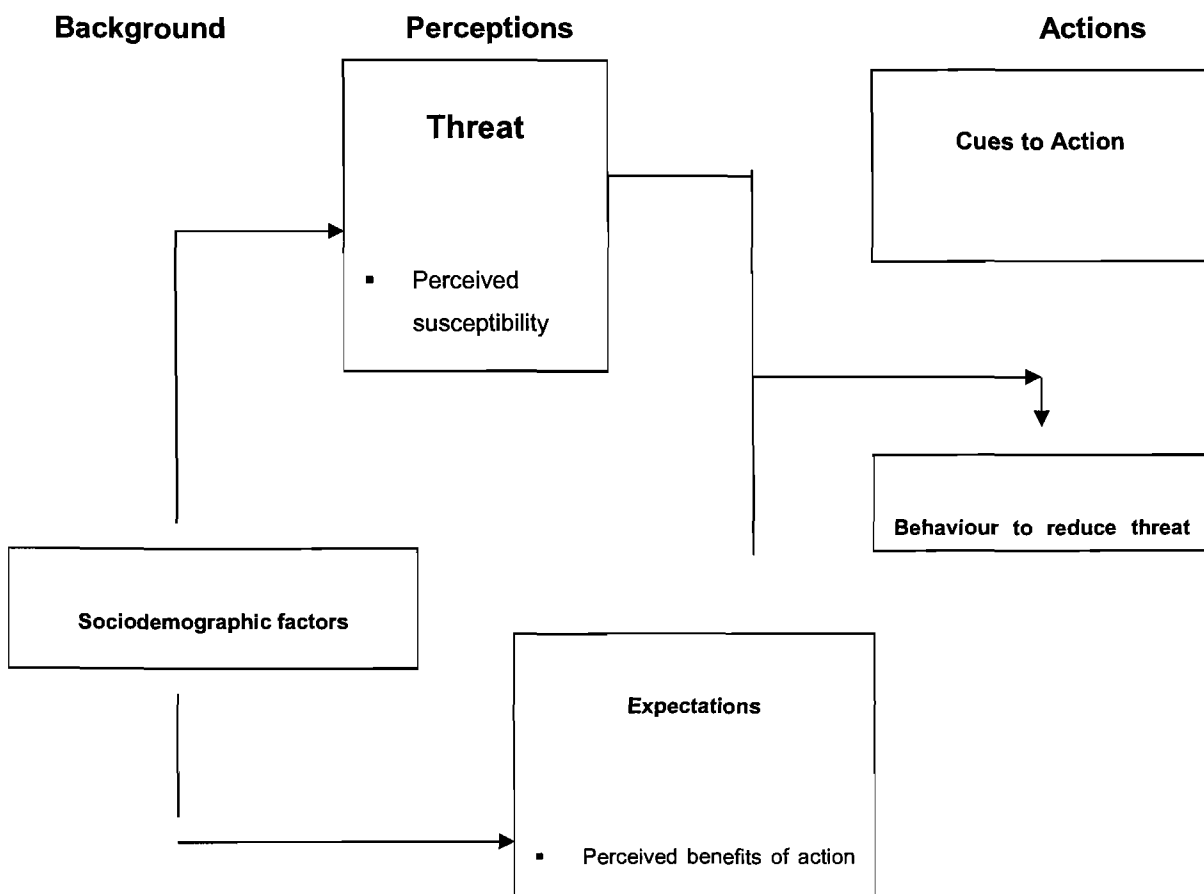 Background Perceptions Actions
Threat
Cues to Action
▪ Perceived
susceptibility
Behaviour to reduce threat
Sociodemographic factors
Expectations
▪ Perceived benefits of action